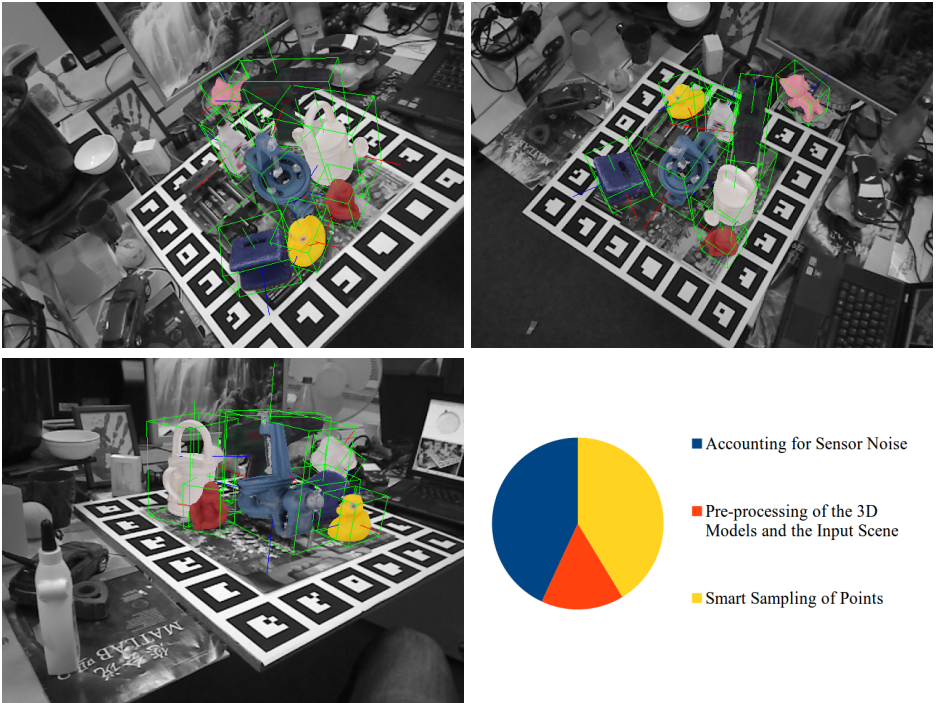 MATLAB
Accounting for Sensor Noise
Pre-processing of the 3D
Models and the Input Scene
Smart Sampling of Points